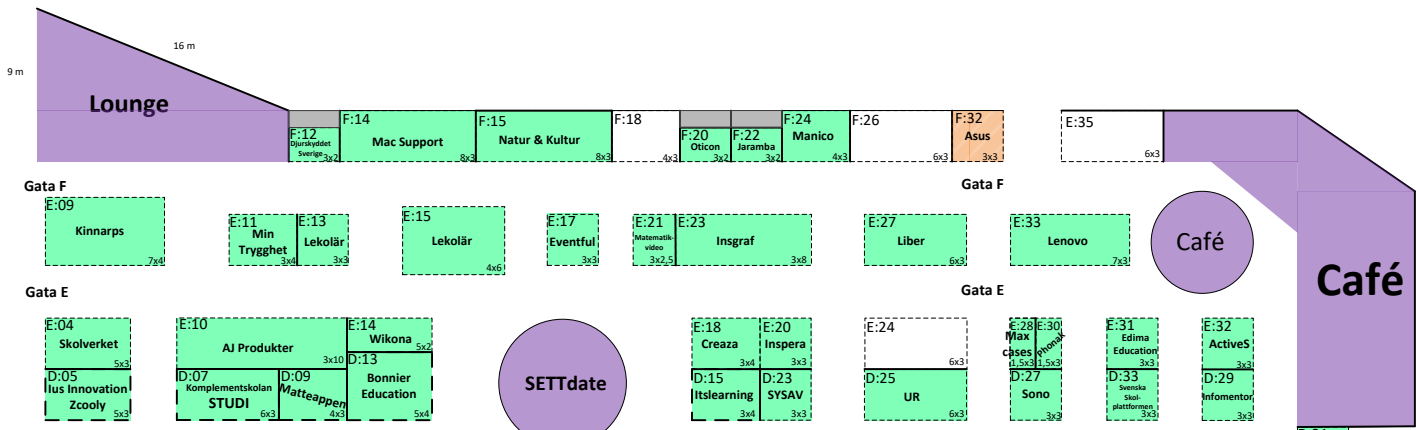 16 m
9 m
Lounge
F:12
Djurskyddet
Sverige
3x2
F:14
Mac Support
8x3
F:15
Natur & Kultur
8x3
F:18
4x3
F:20
Oticon
3x2
F:22
Jaramba
3x2
F:24
Manico
4x3
F:26
6x3
F:32
Asus
3x3
E:35
6x3
Gata F
Gata F
E:09
Kinnarps
7x4
E:11
Min
Trygghet
3x4
E:13
Lekolär
3x3
E:15
Lekolär
4x6
E:17
Eventful
3x3
E:21
Matematik-
video
3x2,5
E:23
Insgraf
3x8
E:27
Liber
6x3
E:33
Lenovo
7x3
Café
Café
Gata E
Gata E
E:04
Skolverket
5x3
E:10
AJ Produkter
3x10
E:14
Wikona
5x2
SETTdate
E:18
Creaza
3x4
E:20
Inspera
3x3
E:24
6x3
E:28
Max
cases
1,5x3
E:30
Phonak
1,5x3
E:31
Edima
Education
3x3
E:32
ActiveS
3x3
D:05
Ius Innovation
Zcooly
5x3
D:07
Komplementskolan
STUDI
6x3
D:09
Matteappen
4x3
D:13
Bonnier
Education
5x4
D:15
Itslearning
3x4
D:23
SYSAV
3x3
D:25
UR
6x3
D:27
Sono
3x3
D:33
Svenska
Skol-
plattformen
3x3
D:29
Infomentor
3x3